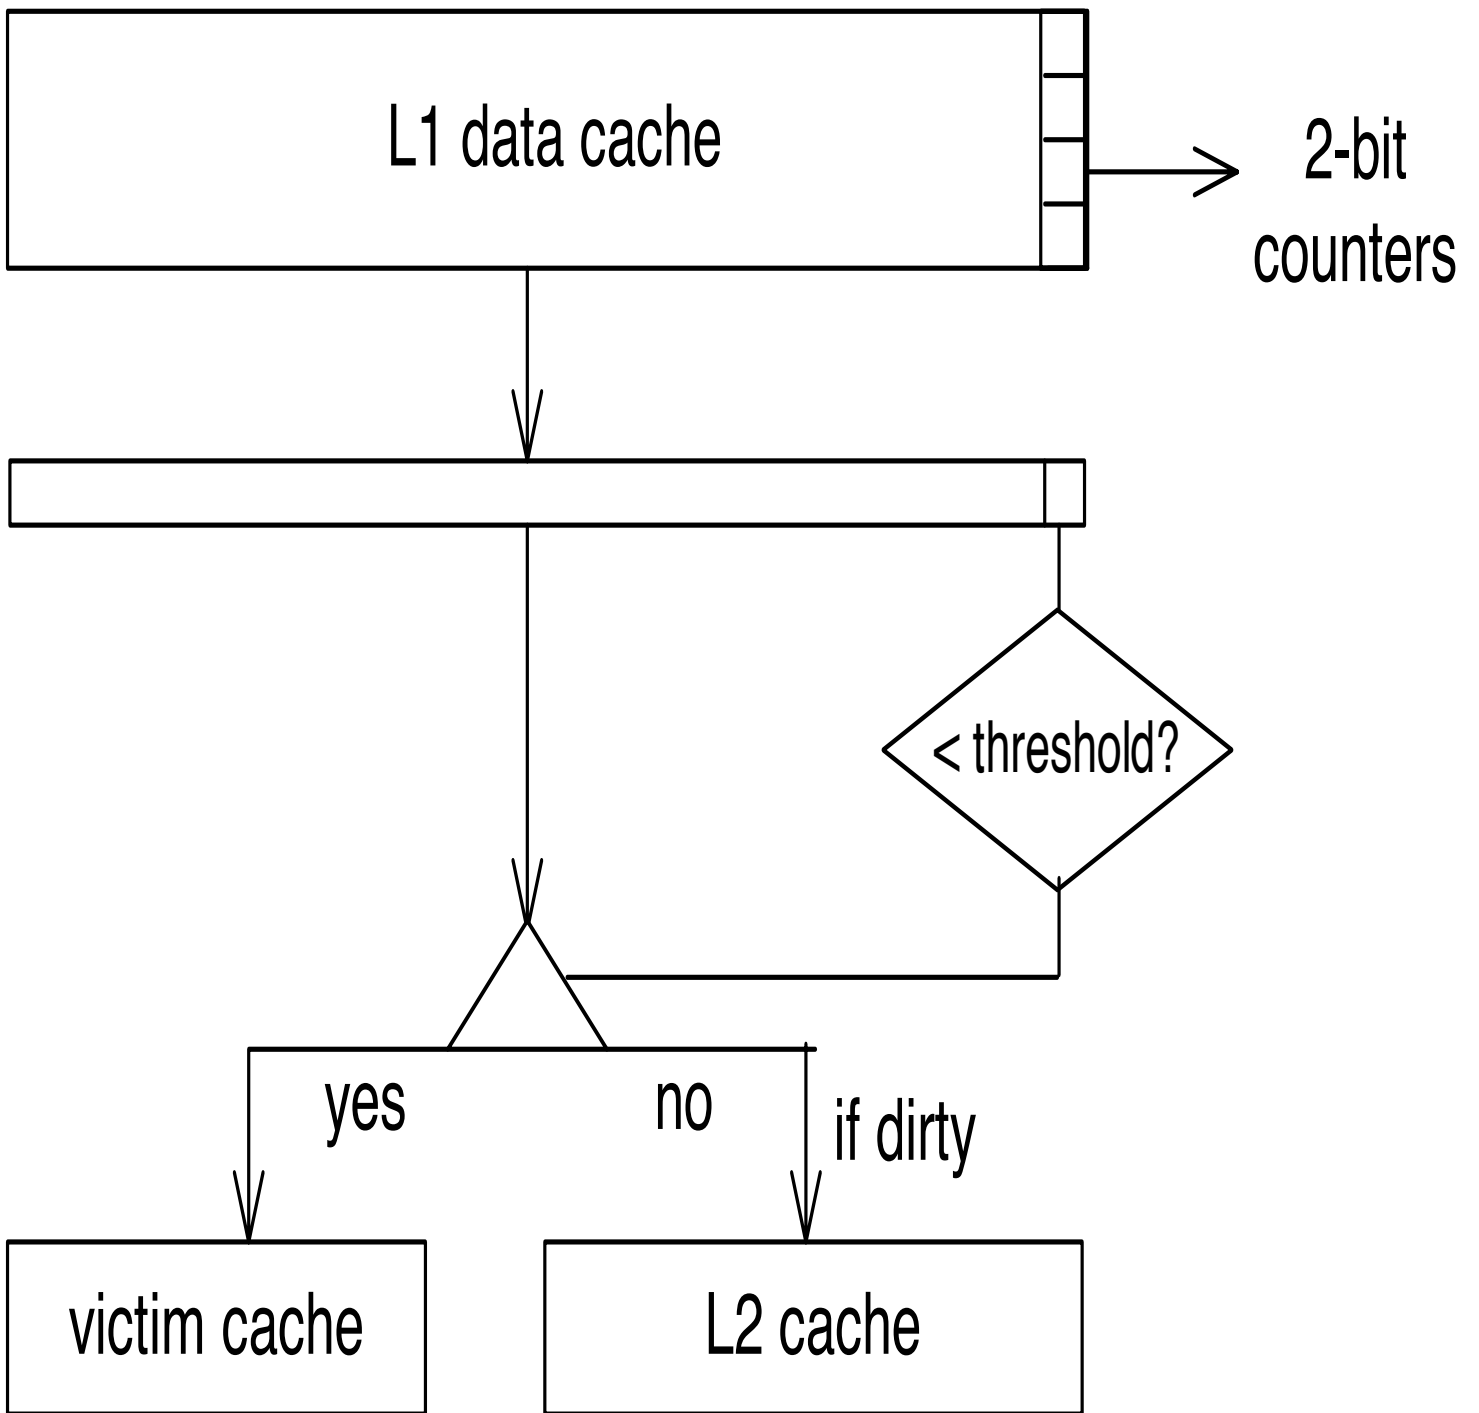 L1 data cache
2-bit
counters
< threshold?
yes
no
if dirty
victim cache
L2 cache